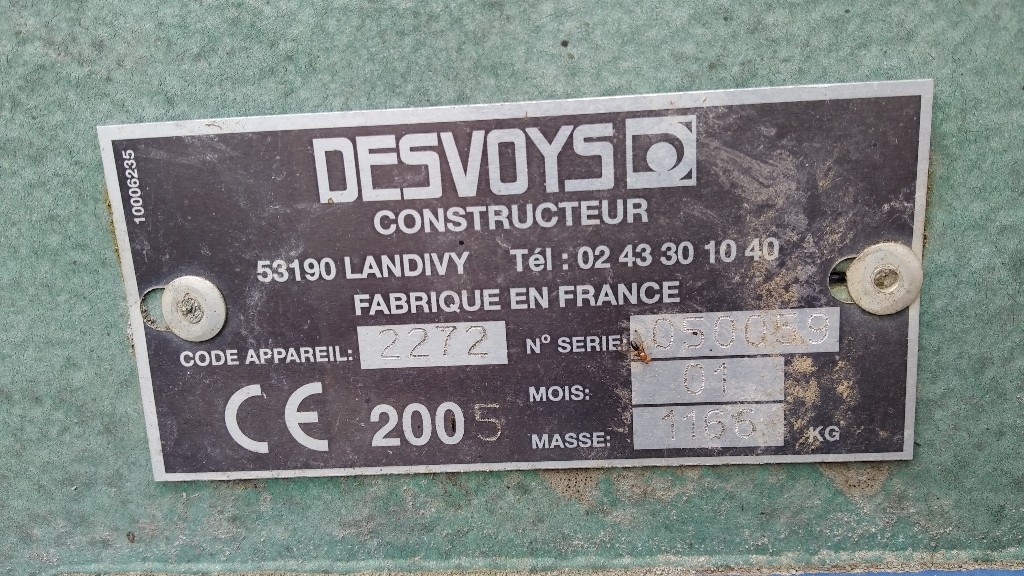 10006235
DESVOYS
CONSTRUCTEUR
53190 LANDIVY Tél : 02 43 30 10 40
FABRIQUE EN FRANCE
CODE APPAREIL: 2272 N° SERIE: 050059
MOIS: 01
CE 2005
MASSE: 1166 KG